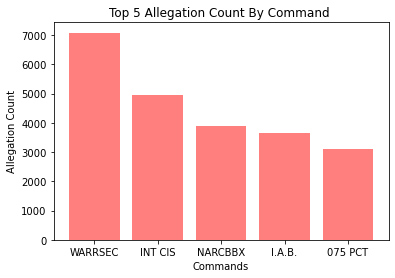 Top 5 Allegation Count By Command
Allegation Count
7000
6000
5000
4000
3000
2000
1000
0
WARRSEC INT CIS NARCBBX I.A.B. 075 PCT
Commands